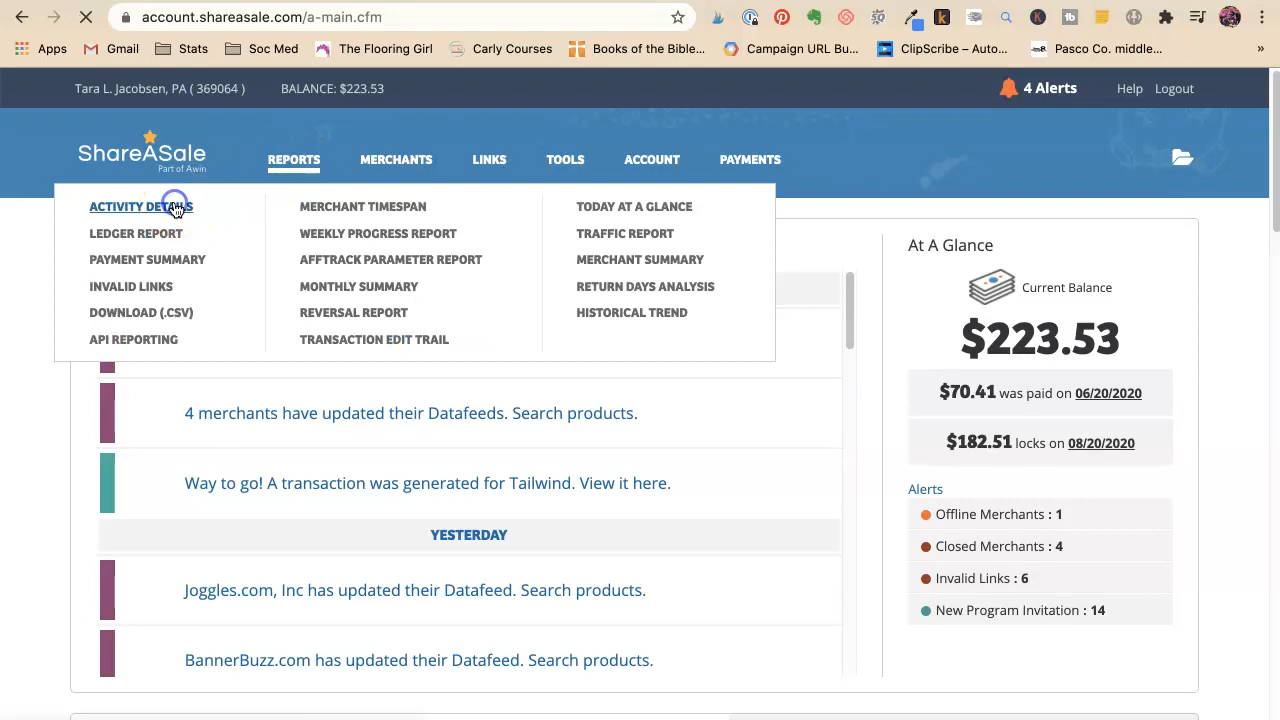 account.shareasale.com/a-main.cfm
Apps
Gmail
Stats
Soc Med
The Flooring Girl
Carly Courses
Books of the Bible...
Campaign URL Bu...
ClipScribe – Auto...
Pasco Co. middle...
»
Tara L. Jacobsen, PA ( 369064 )
BALANCE: $223.53
4 Alerts
Help
Logout
ShareASale
Part of Awin
REPORTS
MERCHANTS
LINKS
TOOLS
ACCOUNT
PAYMENTS
ACTIVITY DETAILS
LEDGER REPORT
PAYMENT SUMMARY
INVALID LINKS
DOWNLOAD (.CSV)
API REPORTING
MERCHANT TIMESPAN
WEEKLY PROGRESS REPORT
AFFTRACK PARAMETER REPORT
MONTHLY SUMMARY
REVERSAL REPORT
TRANSACTION EDIT TRAIL
TODAY AT A GLANCE
TRAFFIC REPORT
MERCHANT SUMMARY
RETURN DAYS ANALYSIS
HISTORICAL TREND
4 merchants have updated their Datafeeds. Search products.
Way to go! A transaction was generated for Tailwind. View it here.
YESTERDAY
Joggles.com, Inc has updated their Datafeed. Search products.
BannerBuzz.com has updated their Datafeed. Search products.
At A Glance
Current Balance
$223.53
$70.41 was paid on 06/20/2020
$182.51 locks on 08/20/2020
Alerts
Offline Merchants : 1
Closed Merchants : 4
Invalid Links : 6
New Program Invitation : 14